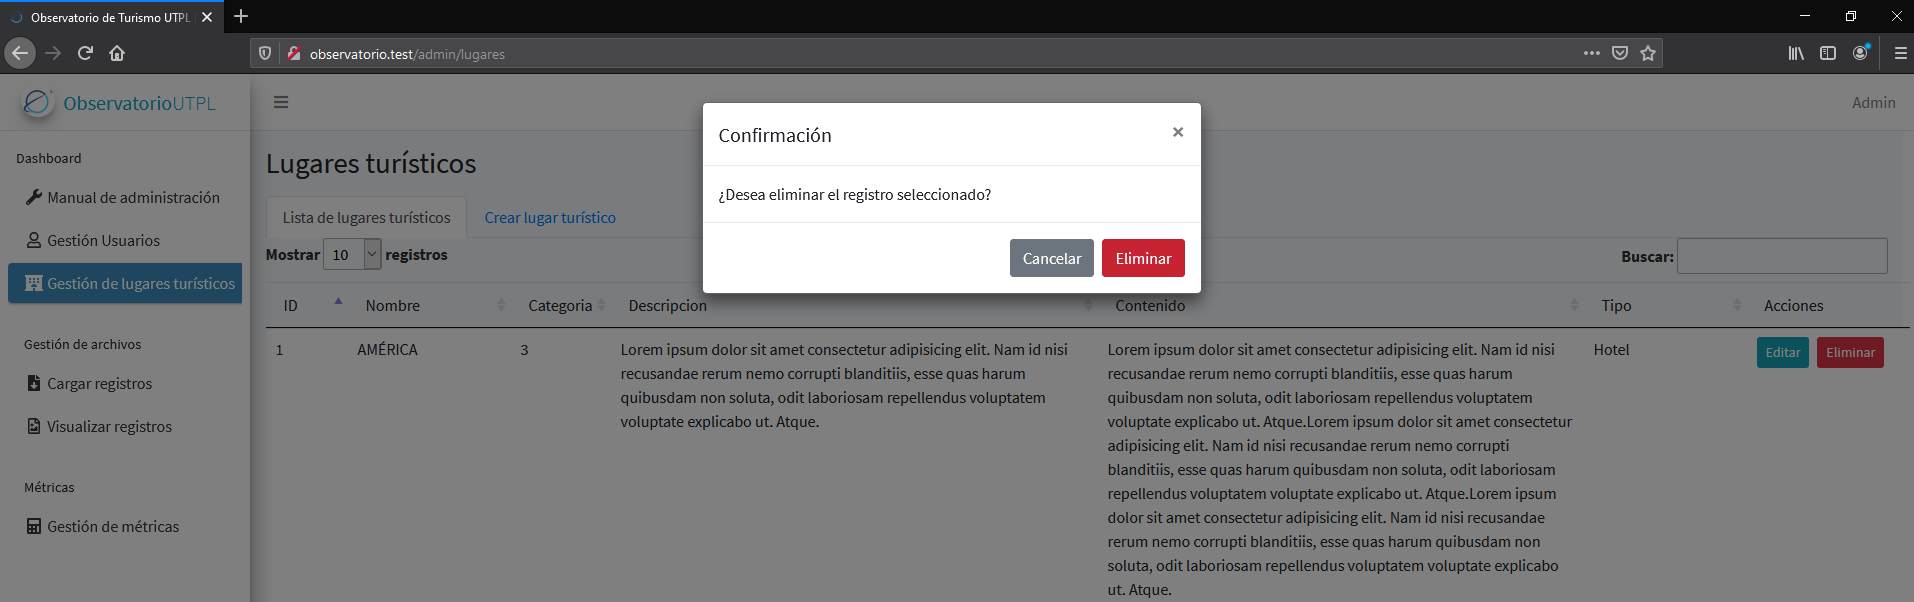 Observatorio de Turismo UTPL
observatorio.test/admin/lugares
ObservatorioUTPL
Admin
Dashboard
Manual de administración
Gestión Usuarios
Gestión de lugares turísticos
Gestión de archivos
Cargar registros
Visualizar registros
Métricas
Gestión de métricas
Lugares turísticos
Lista de lugares turísticos
Crear lugar turístico
Mostrar 10 registros
Buscar:
Confirmación
×
¿Desea eliminar el registro seleccionado?
Cancelar
Eliminar
ID Nombre Categoria Descripcion Contenido Tipo Acciones
1
AMÉRICA
3
Lorem ipsum dolor sit amet consectetur adipisicing elit. Nam id nisi
recusandae rerum nemo corrupti blanditiis, esse quas harum
quibusdam non soluta, odit laboriosam repellendus voluptatem
voluptate explicabo ut. Atque.
Lorem ipsum dolor sit amet consectetur adipisicing elit. Nam id nisi
recusandae rerum nemo corrupti blanditiis, esse quas harum
quibusdam non soluta, odit laboriosam repellendus voluptatem
voluptate explicabo ut. Atque.Lorem ipsum dolor sit amet consectetur
adipisicing elit. Nam id nisi recusandae rerum nemo corrupti
blanditiis, esse quas harum quibusdam non soluta, odit laboriosam
repellendus voluptatem voluptate explicabo ut. Atque.Lorem ipsum
dolor sit amet consectetur adipisicing elit. Nam id nisi recusandae
rerum nemo corrupti blanditiis, esse quas harum quibusdam non
soluta, odit laboriosam repellendus voluptatem voluptate explicabo
ut. Atque.
Hotel
Editar
Eliminar